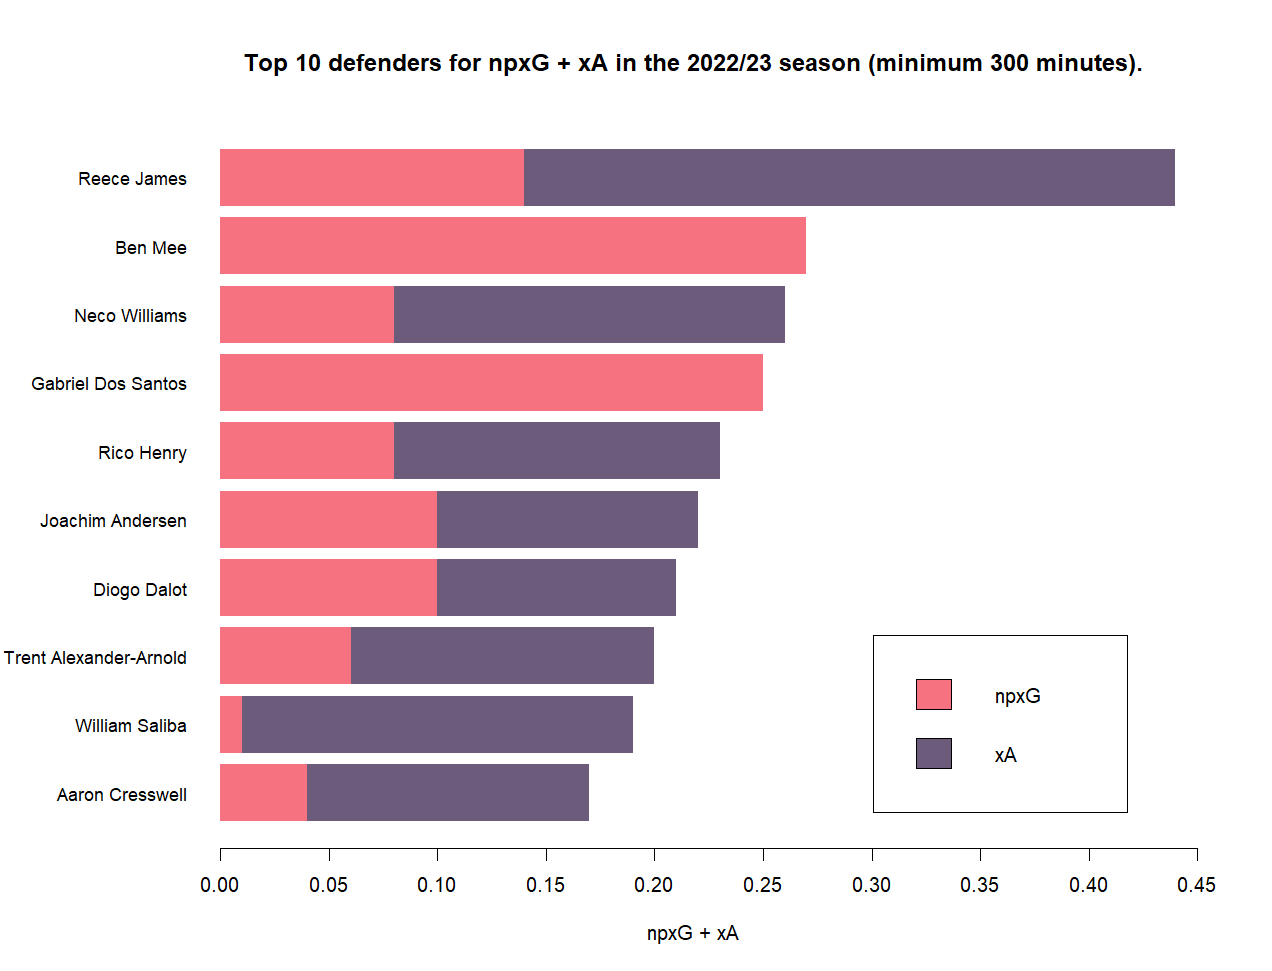 Top 10 defenders for npxG + xA in the 2022/23 season (minimum 300 minutes).
Reece James
Ben Mee
Neco Williams
Gabriel Dos Santos
Rico Henry
Joachim Andersen
Diogo Dalot
Trent Alexander-Arnold
William Saliba
Aaron Cresswell
npxG
xA
0.00 0.05 0.10 0.15 0.20 0.25 0.30 0.35 0.40 0.45
npxG + xA